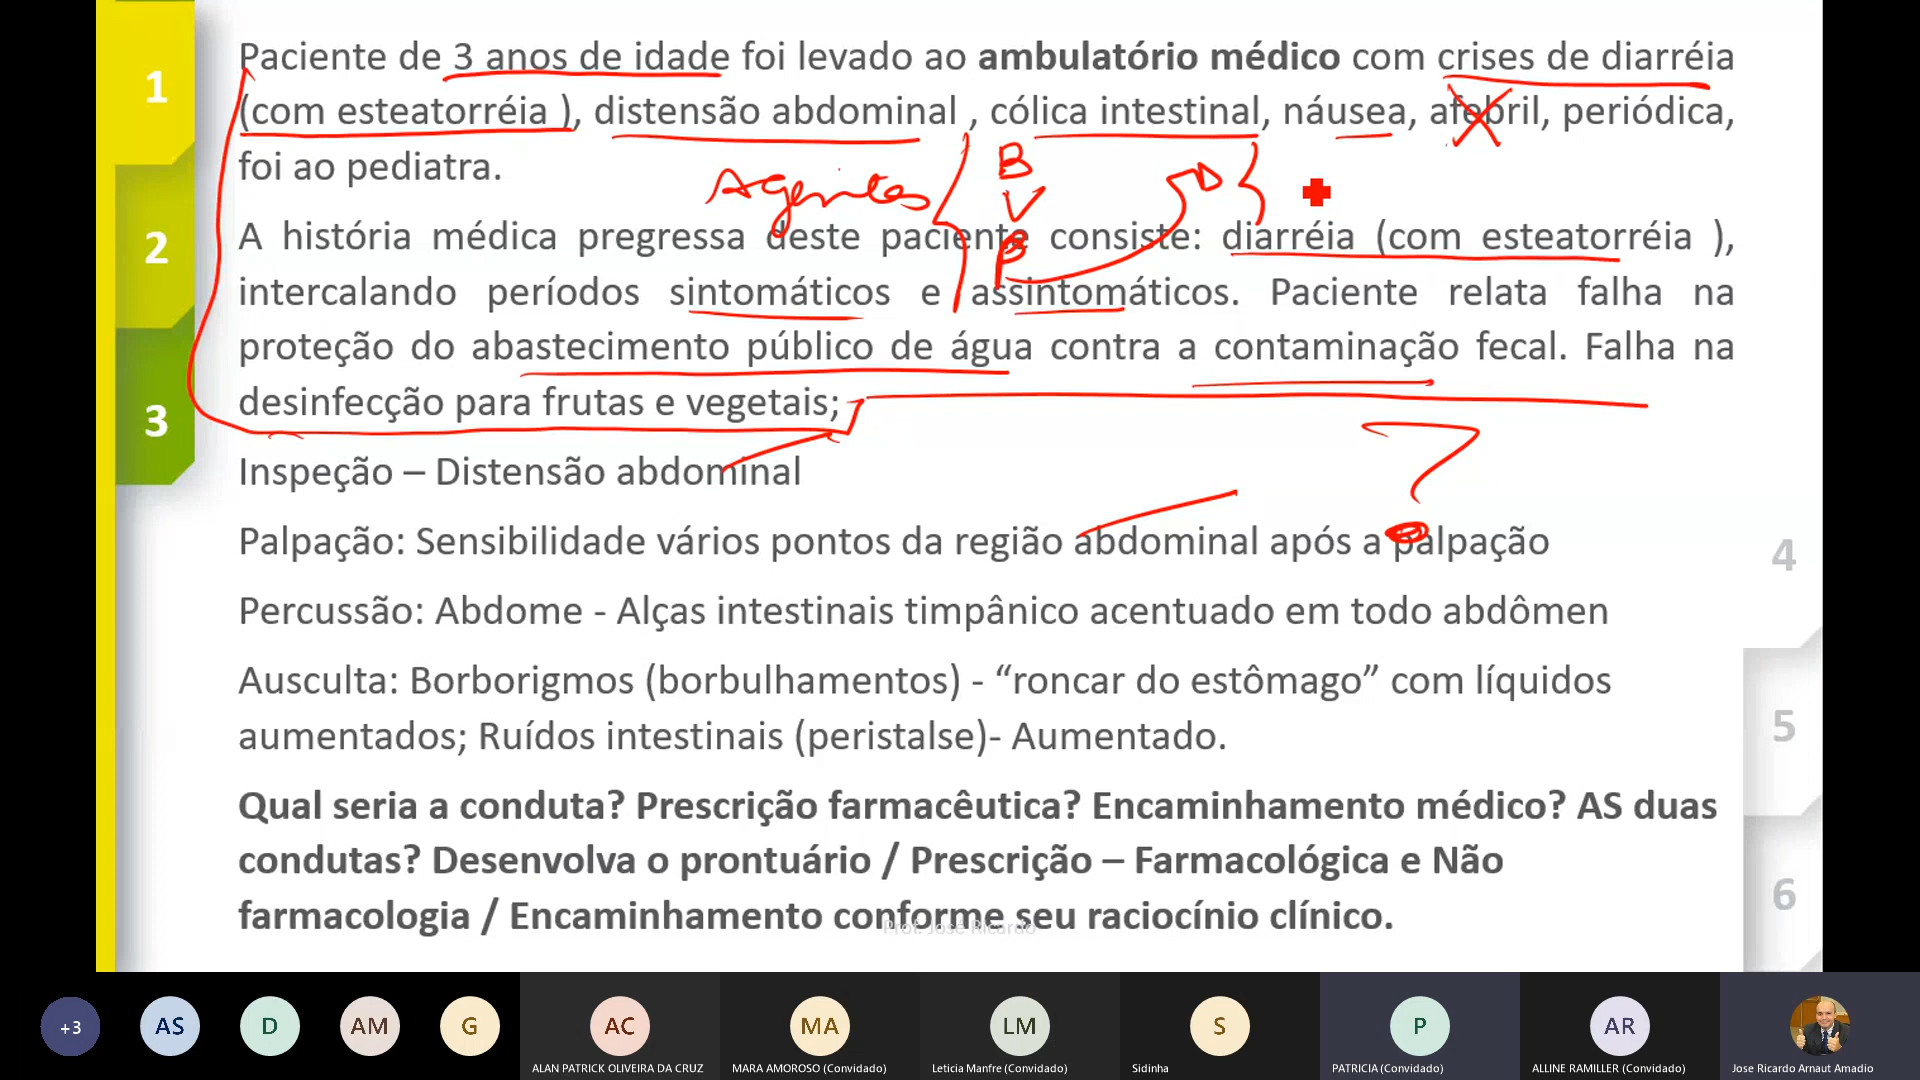 1
Paciente de 3 anos de idade foi levado ao ambulatório médico com crises de diarréia
(com esteatorréia ), distensão abdominal , cólica intestinal, náusea, afebril, periódica,
foi ao pediatra.
Agentes
B
V
P
2
A história médica pregressa deste paciente consiste: diarréia (com esteatorréia ),
intercalando períodos sintomáticos e assintomáticos. Paciente relata falha na
proteção do abastecimento público de água contra a contaminação fecal. Falha na
3
desinfecção para frutas e vegetais;
?
Inspeção – Distensão abdominal
Palpação: Sensibilidade vários pontos da região abdominal após a palpação
4
Percussão: Abdome - Alças intestinais timpânico acentuado em todo abdômen
Ausculta: Borborigmos (borbulhamentos) - “roncar do estômago” com líquidos
aumentados; Ruídos intestinais (peristalse)- Aumentado.
5
Qual seria a conduta? Prescrição farmacêutica? Encaminhamento médico? AS duas
condutas? Desenvolva o prontuário / Prescrição – Farmacológica e Não
6
farmacologia / Encaminhamento conforme seu raciocínio clínico.
Prof. José Ricardo
+3
AS
D
AM
G
AC
MA
LM
S
P
AR
ALAN PATRICK OLIVEIRA DA CRUZ
MARA AMOROSO (Convidado)
Leticia Manfre (Convidado)
Sidinha
PATRICIA (Convidado)
ALLINE RAMILLER (Convidado)
Jose Ricardo Arnaut Amadio